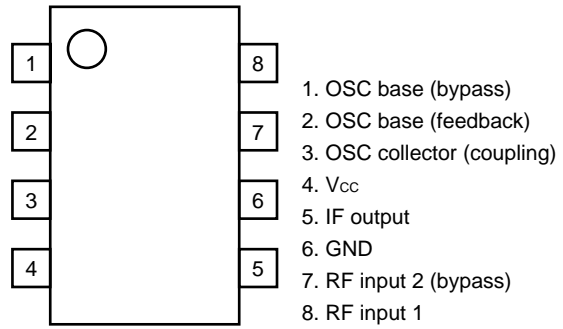 1
2
3
4
8
7
6
5
1. OSC base (bypass)
2. OSC base (feedback)
3. OSC collector (coupling)
4. Vcc
5. IF output
6. GND
7. RF input 2 (bypass)
8. RF input 1